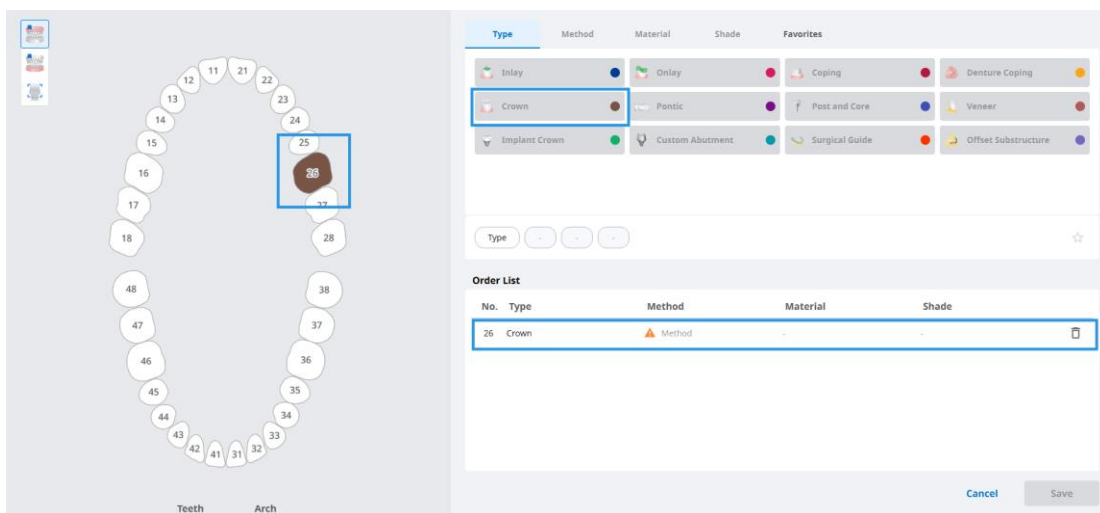 Type Method Material Shade Favorites
Inlay Onlay Coping Denture Coping
Crown Pontic Post and Core Veneer
Implant Crown Custom Abutment Surgical Guide Offset Substructure
Type - - -
Order List
No. Type Method Material Shade
26 Crown Method - -
Cancel Save
11 21
12 22
13 23
14 24
15 25
16 26
17 27
18 28
48 38
47 37
46 36
45 35
44 34
43 33
42 41 31 32
Teeth Arch